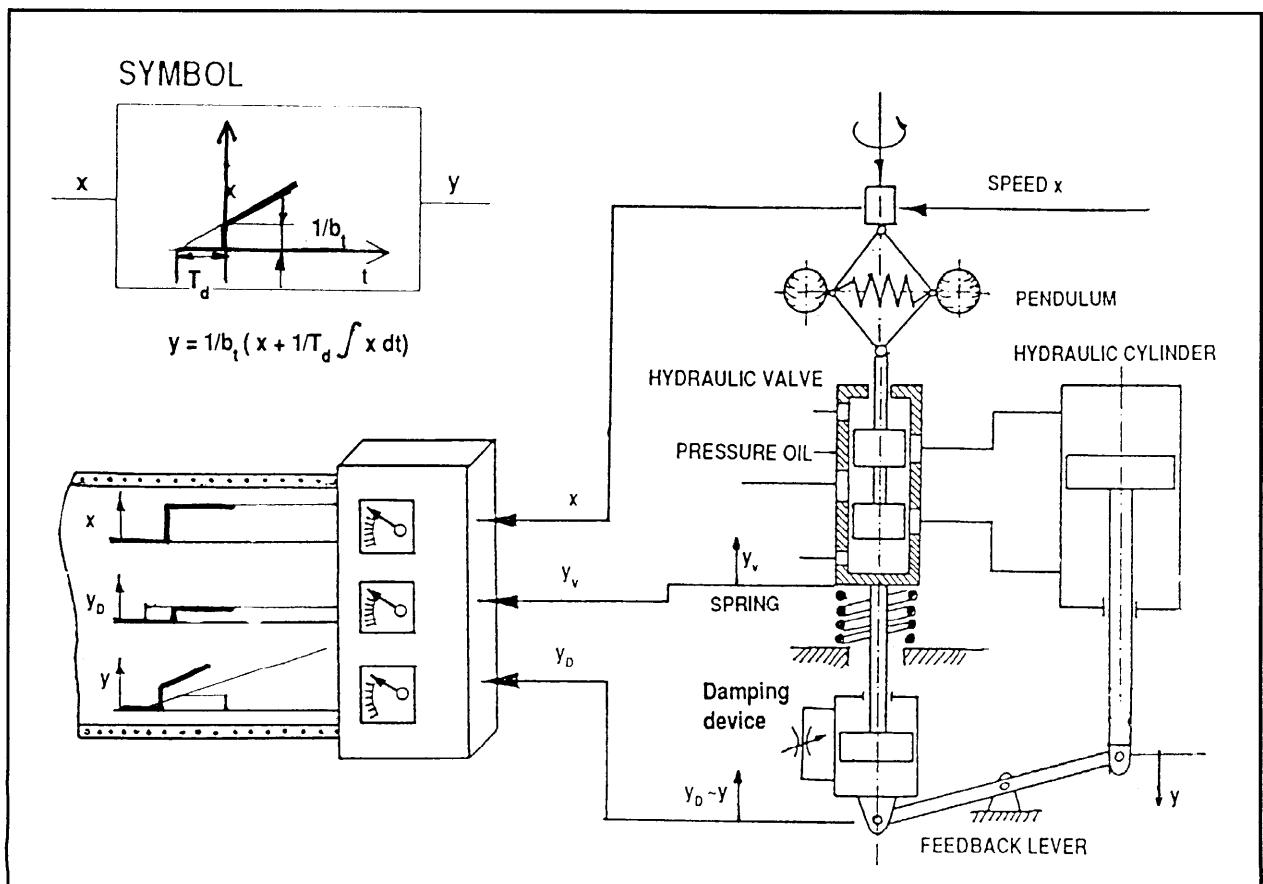 SYMBOL
x
x
y
1/b_t
t
T_d
y = 1/b_t ( x + 1/T_d ∫ x dt)
SPEED x
PENDULUM
HYDRAULIC CYLINDER
HYDRAULIC VALVE
PRESSURE OIL
x
x
y_v
y_v
SPRING
y_D
y_D
y
Damping
device
y_D ~y
y
FEEDBACK LEVER